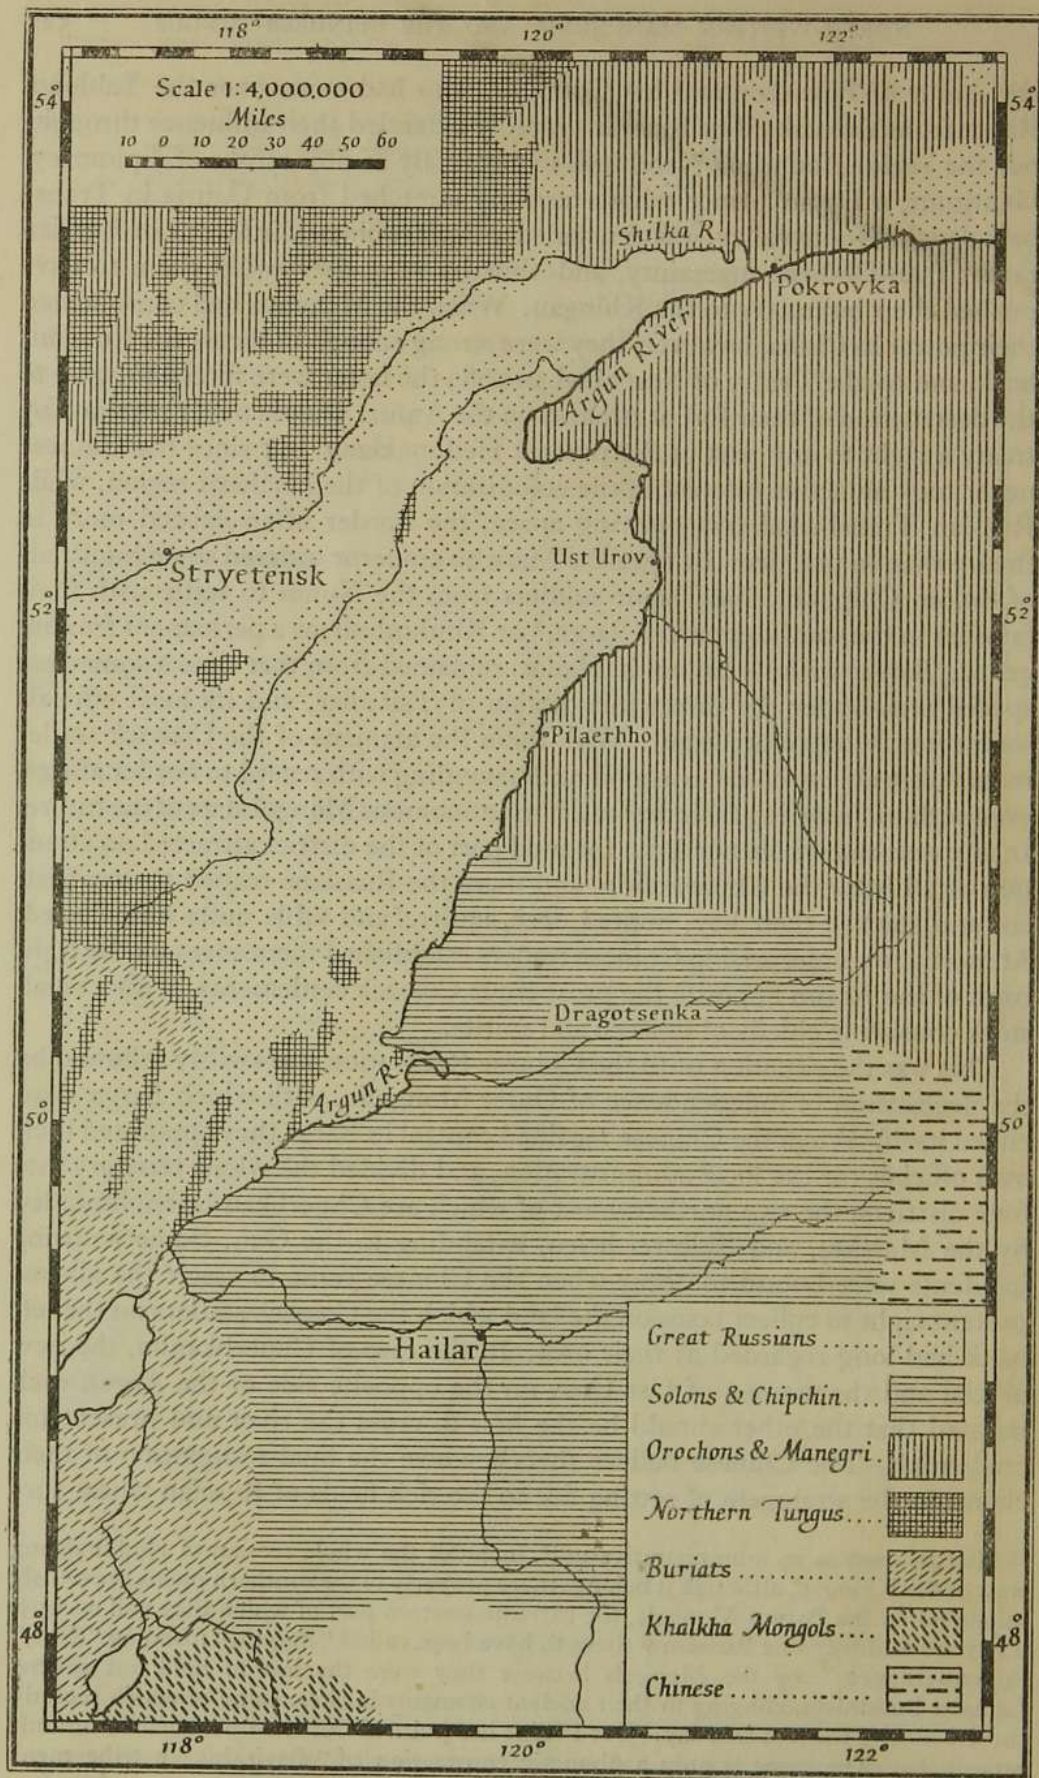 118° 120° 122°
54° 54°
Scale 1:4,000,000
Miles
10 0 10 20 30 40 50 60
Shilka R
Pokrovka
Argun River
Stryetensk
Ust Urov
52° 52°
Pilaerhho
Dragotsenka
Argun R.
50° 50°
Hailar
Great Russians ......
Solons & Chipchin....
Orochons & Manegri .
Northern Tungus....
Buriats ..............
Khalkha Mongols....
Chinese ..............
48° 48°
118° 120° 122°